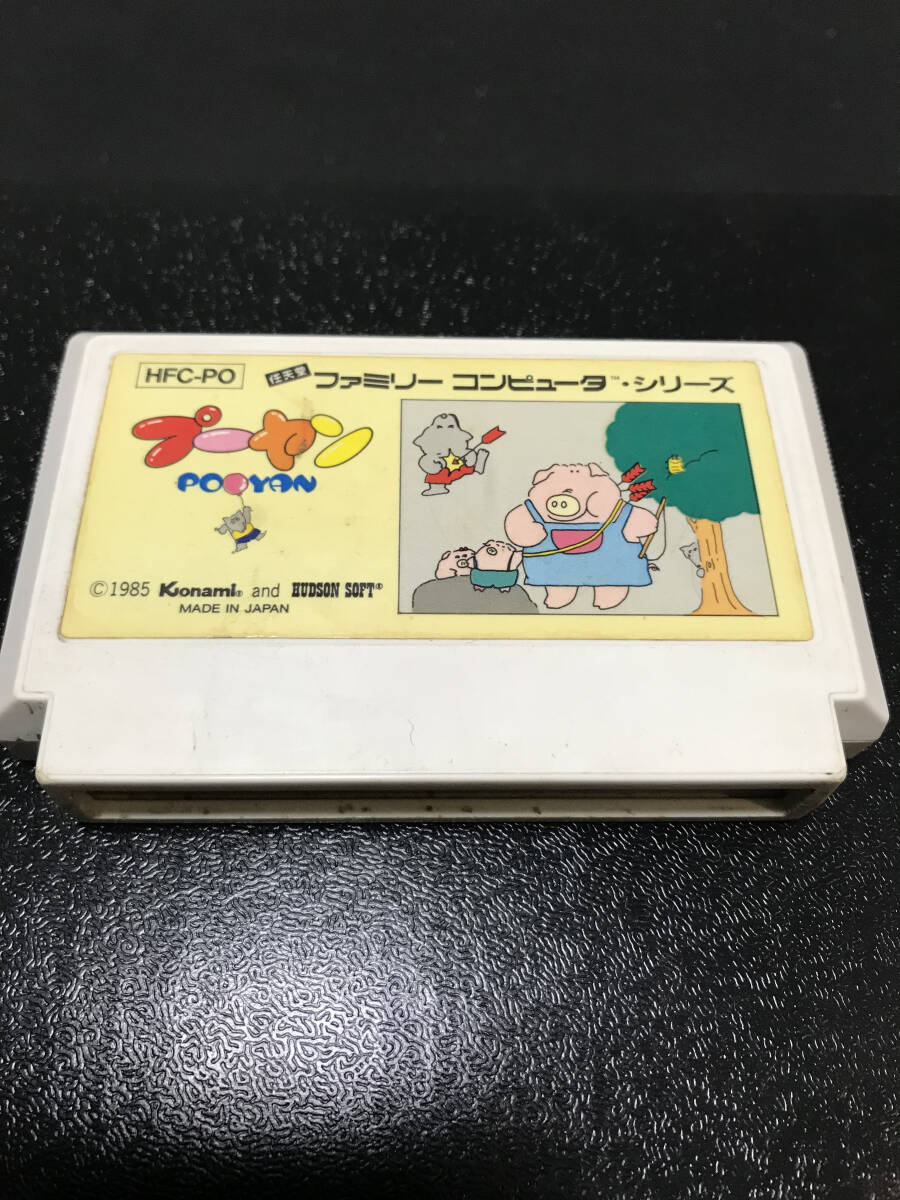 HFC-PO
任天堂 ファミリー コンピュータ™・シリーズ
プーヤン
POOYAN
©1985 Konami® and HUDSON SOFT®
MADE IN JAPAN